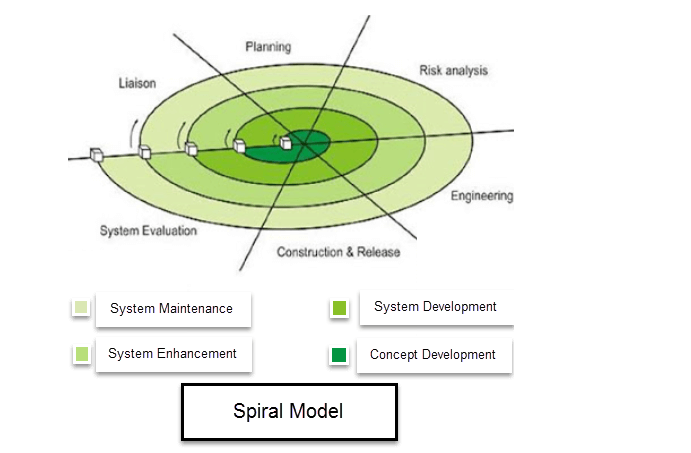 Planning
Risk analysis
Liaison
Engineering
System Evaluation
Construction & Release
System Maintenance
System Development
System Enhancement
Concept Development
Spiral Model